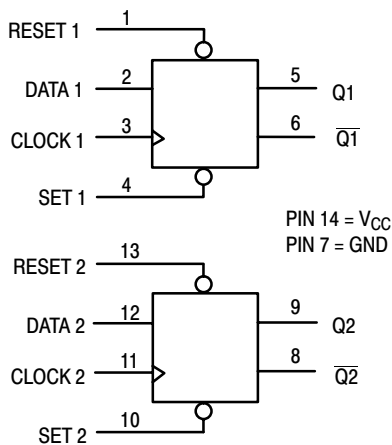 RESET 1 1
DATA 1 2 5 Q1
CLOCK 1 3 6 Q1̅
SET 1 4
PIN 14 = VCC
PIN 7 = GND
RESET 2 13
DATA 2 12 9 Q2
CLOCK 2 11 8 Q2̅
SET 2 10